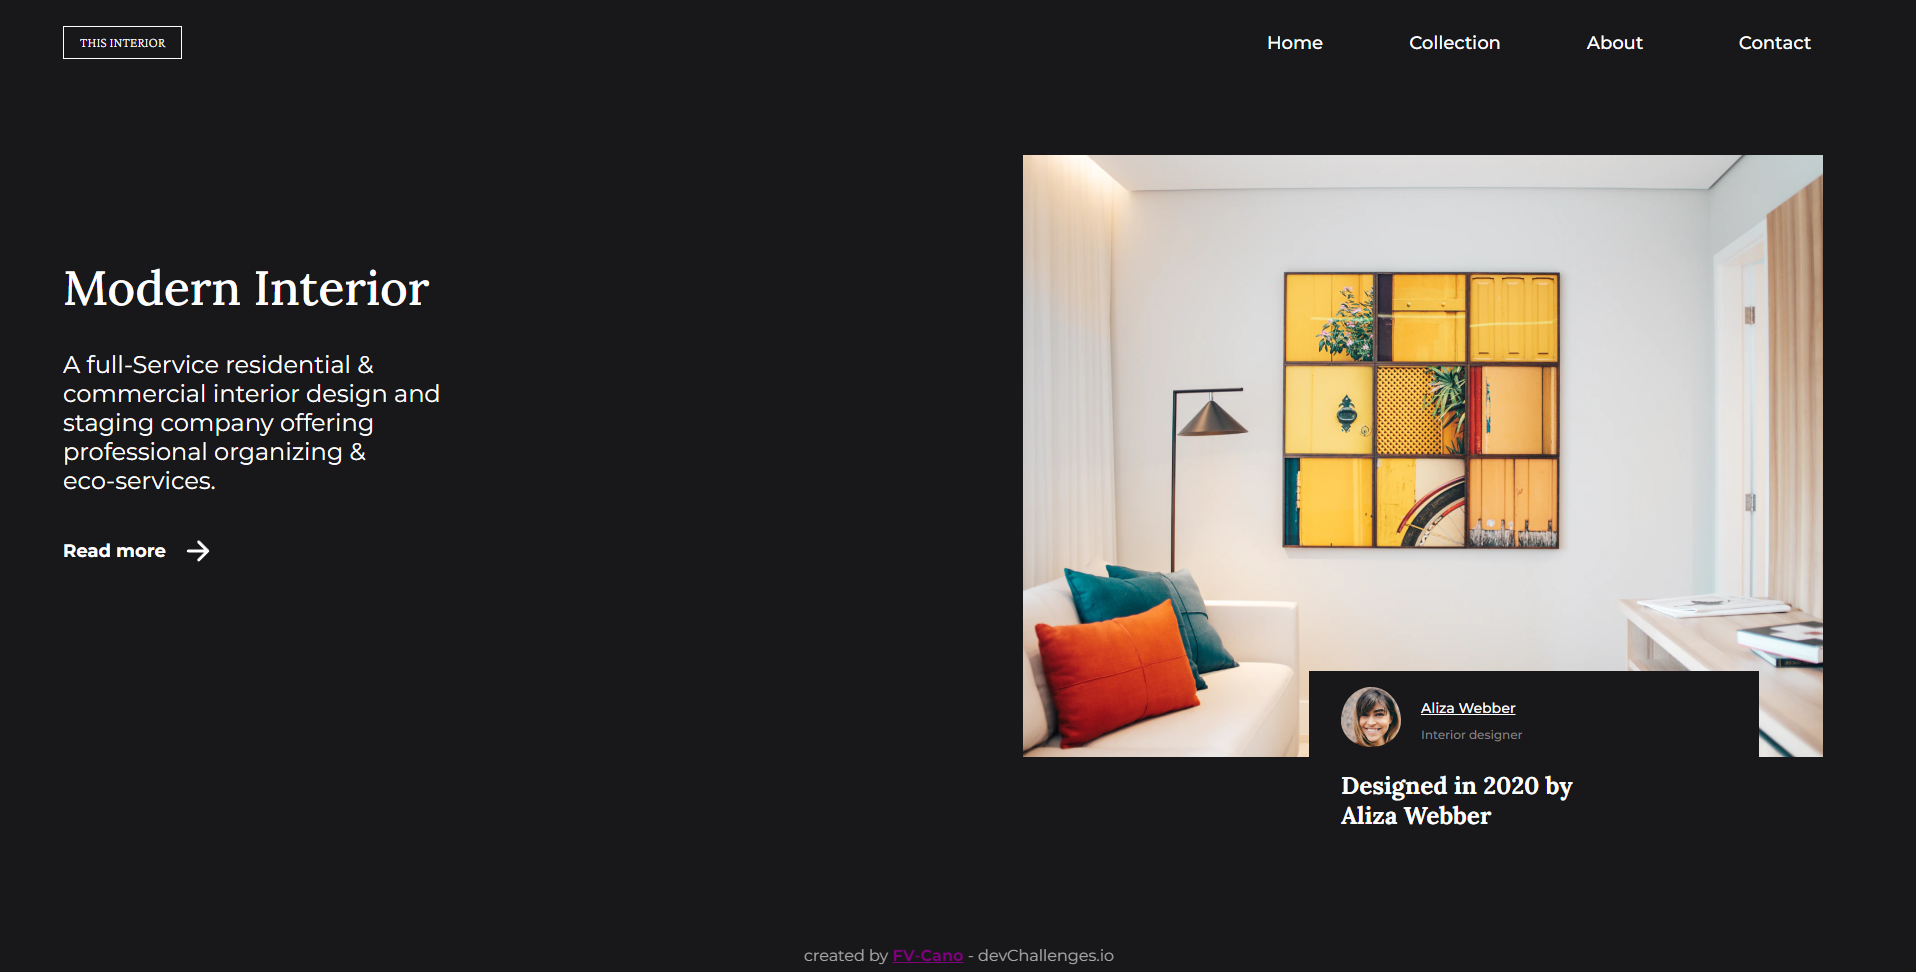 THIS INTERIOR
Home
Collection
About
Contact
Modern Interior
A full-Service residential &
commercial interior design and
staging company offering
professional organizing &
eco-services.
Read more
Aliza Webber
Interior designer
Designed in 2020 by
Aliza Webber
created by FV-Cano - devChallenges.io